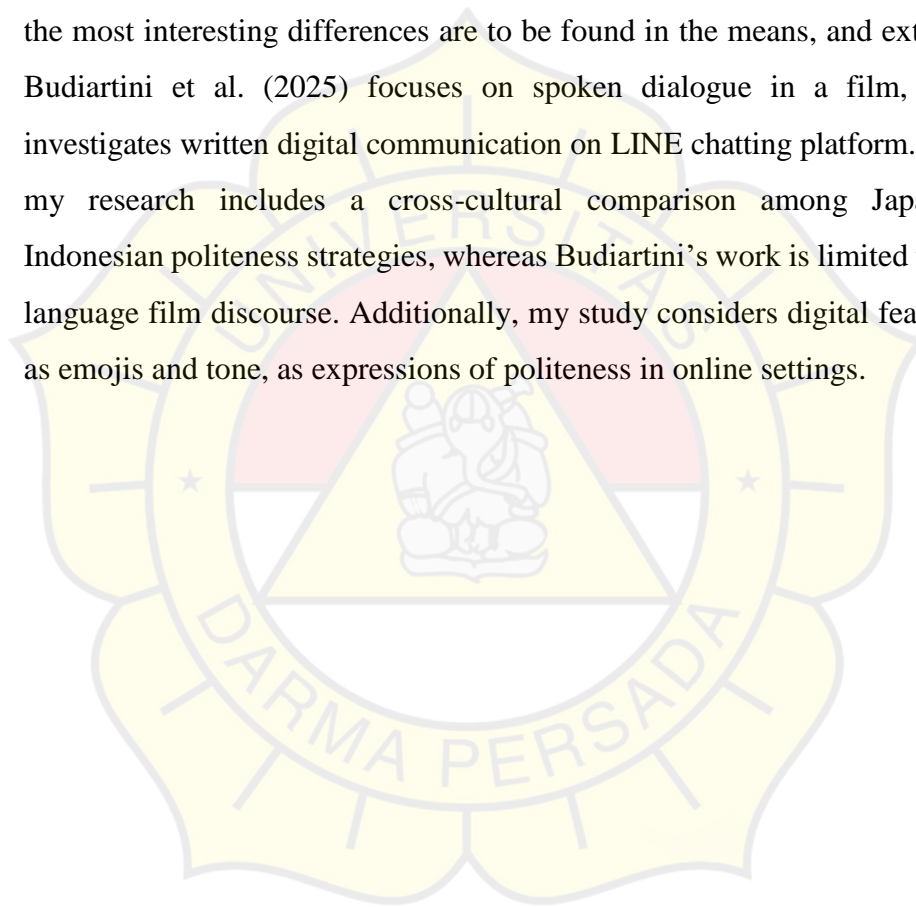 the most interesting differences are to be found in the means, and
Budiartini et al. (2025) focuses on spoken dialogue in a film,
investigates written digital communication on LINE chatting platform.
my research includes a cross-cultural comparison among
Indonesian politeness strategies, whereas Budiartini’s work is limited
language film discourse. Additionally, my study considers digital
as emojis and tone, as expressions of politeness in online settings.
UNIVERSITAS
DARMA PERSADA